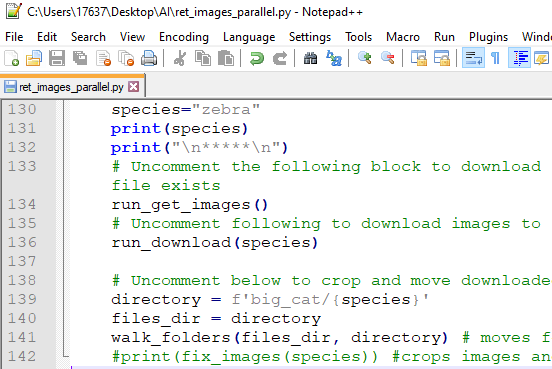 C:\Users\17637\Desktop\AI\ret_images_parallel.py - Notepad++
File Edit Search View Encoding Language Settings Tools Macro Run Plugins Windo
ret_images_parallel.py
130 species="zebra"
131 print(species)
132 print("\n*****\n")
133 # Uncomment the following block to download
file exists
134 run_get_images()
135 # Uncomment following to download images to
136 run_download(species)
137
138 # Uncomment below to crop and move downloade
139 directory = f'big_cat/{species}'
140 files_dir = directory
141 walk_folders(files_dir, directory) # moves f
142 #print(fix_images(species)) #crops images an